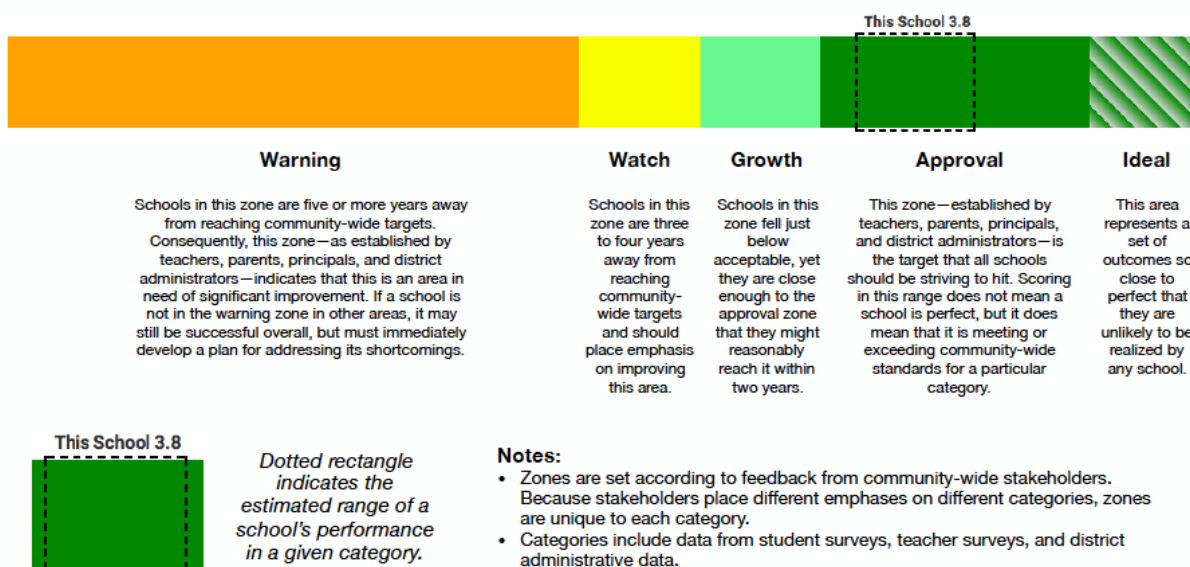 This School 3.8
Warning
Schools in this zone are five or more years away
from reaching community-wide targets.
Consequently, this zone—as established by
teachers, parents, principals, and district
administrators—indicates that this is an area in
need of significant improvement. If a school is
not in the warning zone in other areas, it may
still be successful overall, but must immediately
develop a plan for addressing its shortcomings.
Watch
Schools in this
zone are three
to four years
away from
reaching
community-
wide targets
and should
place emphasis
on improving
this area.
Growth
Schools in this
zone fell just
below
acceptable, yet
they are close
enough to the
approval zone
that they might
reasonably
reach it within
two years.
Approval
This zone—established by
teachers, parents, principals,
and district administrators—is
the target that all schools
should be striving to hit. Scoring
in this range does not mean a
school is perfect, but it does
mean that it is meeting or
exceeding community-wide
standards for a particular
category.
Ideal
This area
represents a
set of
outcomes so
close to
perfect that
they are
unlikely to be
realized by
any school.
This School 3.8
Dotted rectangle
indicates the
estimated range of a
school's performance
in a given category.
Notes:
• Zones are set according to feedback from community-wide stakeholders.
Because stakeholders place different emphases on different categories, zones
are unique to each category.
• Categories include data from student surveys, teacher surveys, and district
administrative data.